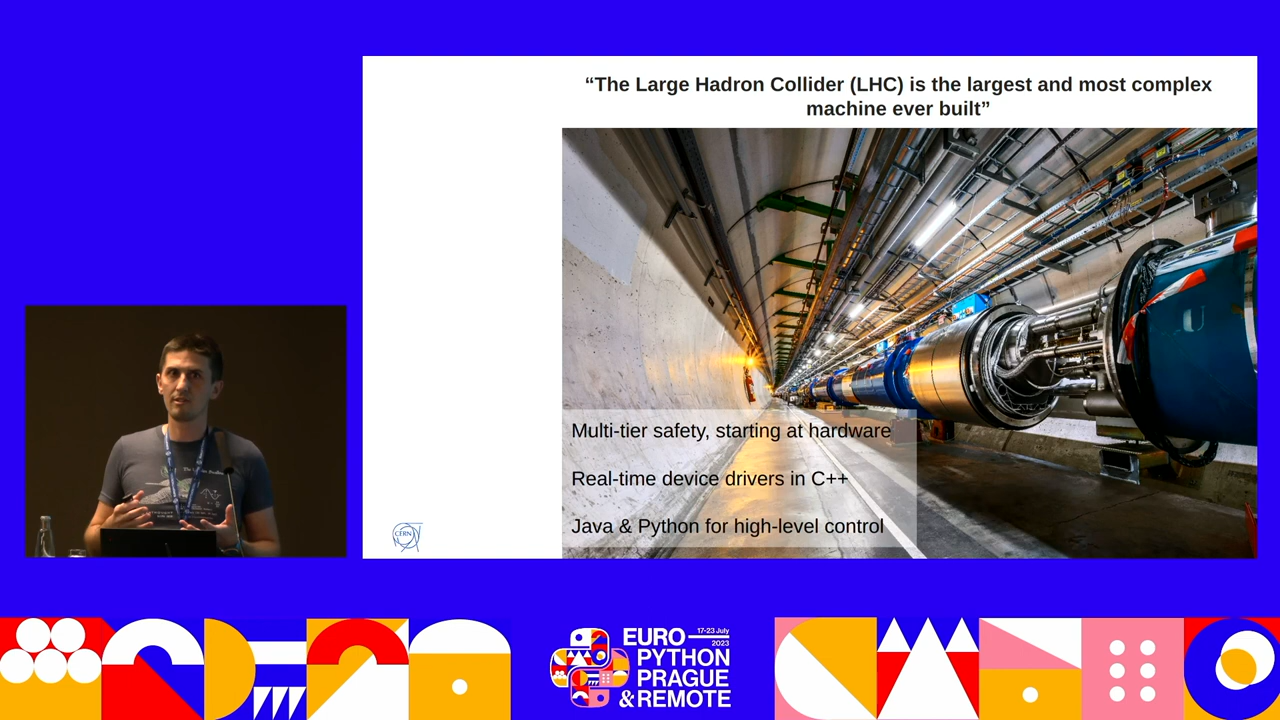 “The Large Hadron Collider (LHC) is the largest and most complex
machine ever built”
Multi-tier safety, starting at hardware
Real-time device drivers in C++
Java & Python for high-level control
CERN
EURO
17-23 July
2023
PYTHON
PRAGUE
& REMOTE